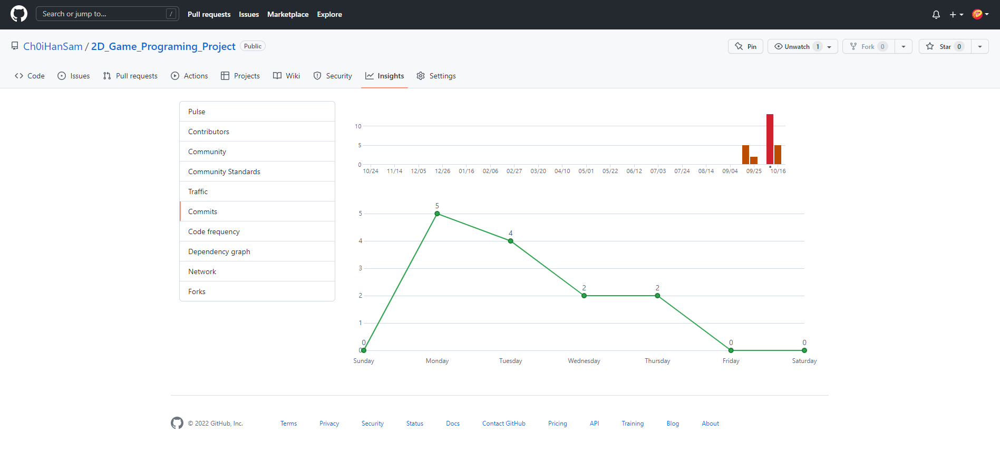 Search or jump to... /
Pull requests Issues Marketplace Explore
Ch0iHanSam / 2D_Game_Programing_Project Public
Pin Unwatch 1 Fork 0 Star 0
Code Issues Pull requests Actions Projects Wiki Security Insights Settings
Pulse
Contributors
Community
Community Standards
Traffic
Commits
Code frequency
Dependency graph
Network
Forks
10
5
0
10/24 11/14 12/05 12/26 01/16 02/06 02/27 03/20 04/10 05/01 05/22 06/12 07/03 07/24 08/14 09/04 09/25 10/16
5
5
4
4
3
2 2 2
1
0 0 0
0
Sunday Monday Tuesday Wednesday Thursday Friday Saturday
© 2022 GitHub, Inc. Terms Privacy Security Status Docs Contact GitHub Pricing API Training Blog About